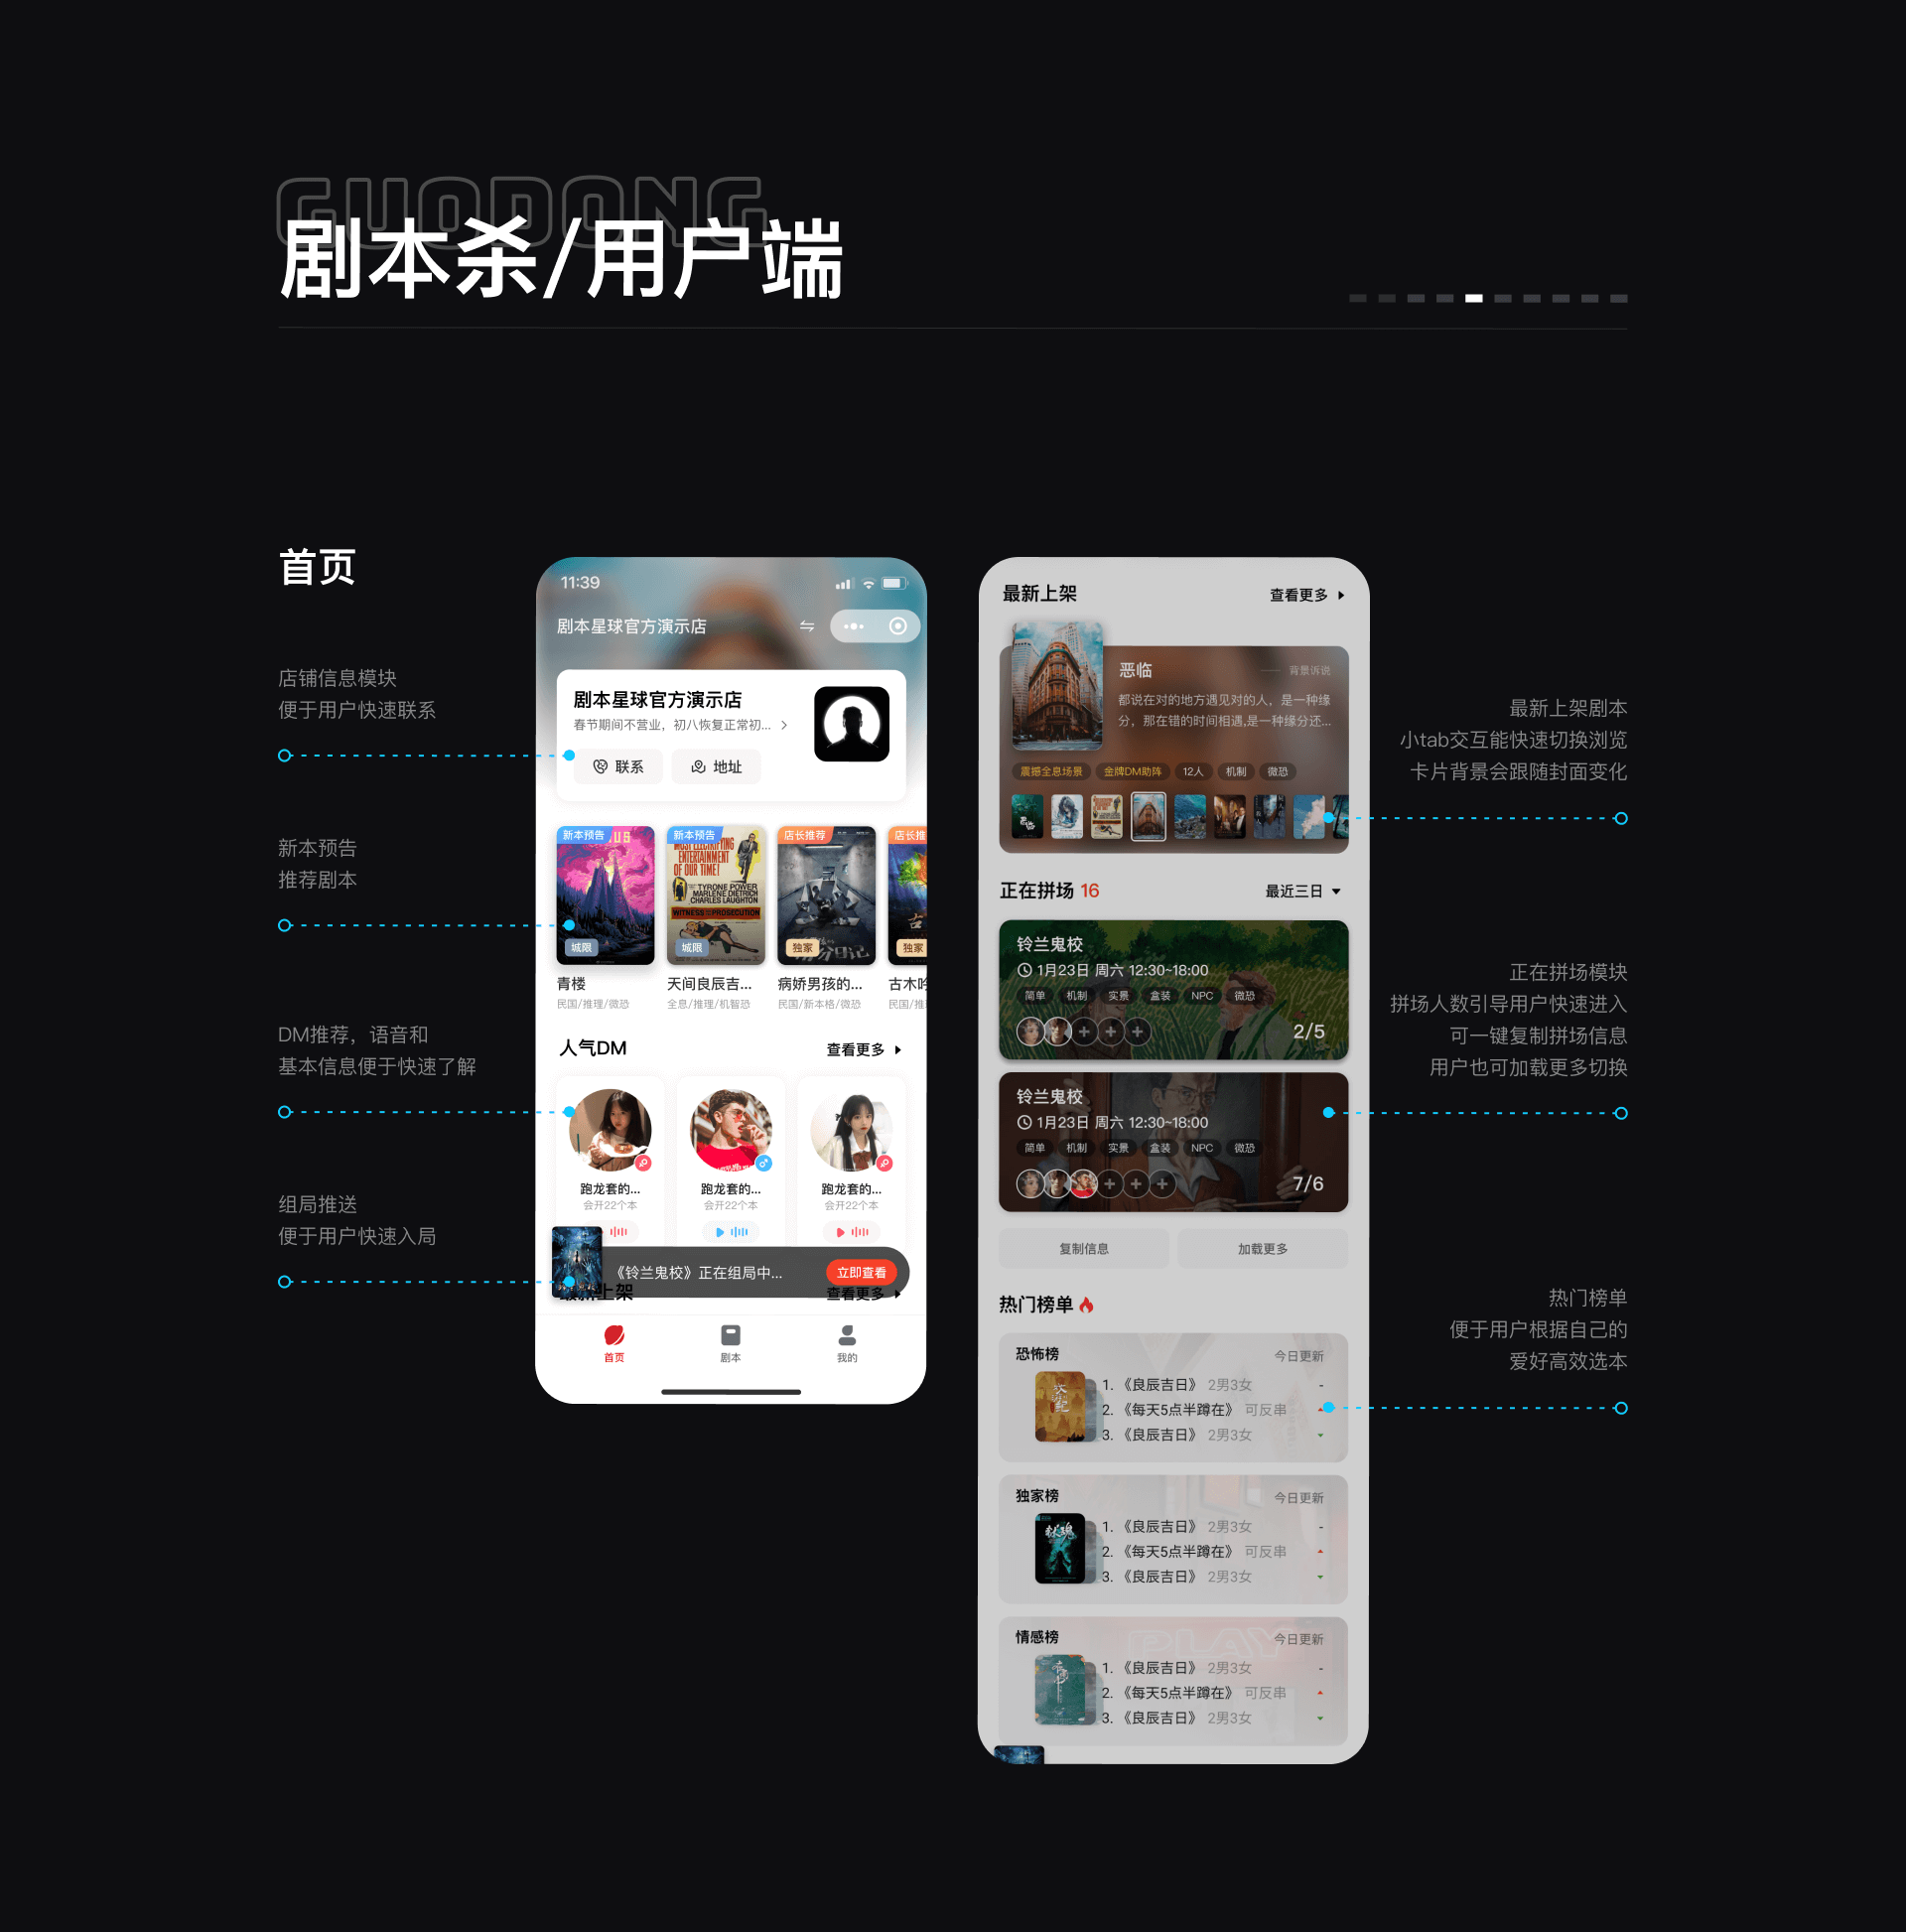 GUODONG
剧本杀/用户端
首页
店铺信息模块
便于用户快速联系
新本预告
推荐剧本
DM推荐，语音和
基本信息便于快速了解
组局推送
便于用户快速入局
11:39
剧本星球官方演示店
剧本星球官方演示店
春节期间不营业，初八恢复正常初...
联系
地址
新本预告
新本预告
店长推荐
店长推
MOST ELECTRIFYING
ENTERTAINMENT
OF OUR TIME!
TYRONE POWER
MARLENE DIETRICH
CHARLES LAUGHTON
WITNESS FOR THE PROSECUTION
城限
城限
独家
独家
青楼
天间良辰吉...
病娇男孩的...
古木吟
民国/推理/微恐
全息/推理/机智恐
民国/新本格/微恐
民国/推
人气DM
查看更多
跑龙套的...
跑龙套的...
跑龙套的...
会开22个本
会开22个本
会开22个本
《铃兰鬼校》正在组局中...
立即查看
最新上架
查看更多
首页
剧本
我的
最新上架
查看更多
恶临
背景诉说
都说在对的地方遇见对的人，是一种缘
分，那在错的时间相遇,是一种缘分还...
震撼全息场景
金牌DM助阵
12人
机制
微恐
正在拼场 16
最近三日
铃兰鬼校
1月23日 周六 12:30~18:00
简单
机制
实景
盒装
NPC
微恐
2/5
铃兰鬼校
1月23日 周六 12:30~18:00
简单
机制
实景
盒装
NPC
微恐
7/6
复制信息
加载更多
热门榜单
恐怖榜
今日更新
1. 《良辰吉日》 2男3女 -
2. 《每天5点半蹲在》 可反串
3. 《良辰吉日》 2男3女
独家榜
今日更新
1. 《良辰吉日》 2男3女 -
2. 《每天5点半蹲在》 可反串
3. 《良辰吉日》 2男3女
情感榜
今日更新
PLAY
1. 《良辰吉日》 2男3女 -
2. 《每天5点半蹲在》 可反串
3. 《良辰吉日》 2男3女
最新上架剧本
小tab交互能快速切换浏览
卡片背景会跟随封面变化
正在拼场模块
拼场人数引导用户快速进入
可一键复制拼场信息
用户也可加载更多切换
热门榜单
便于用户根据自己的
爱好高效选本